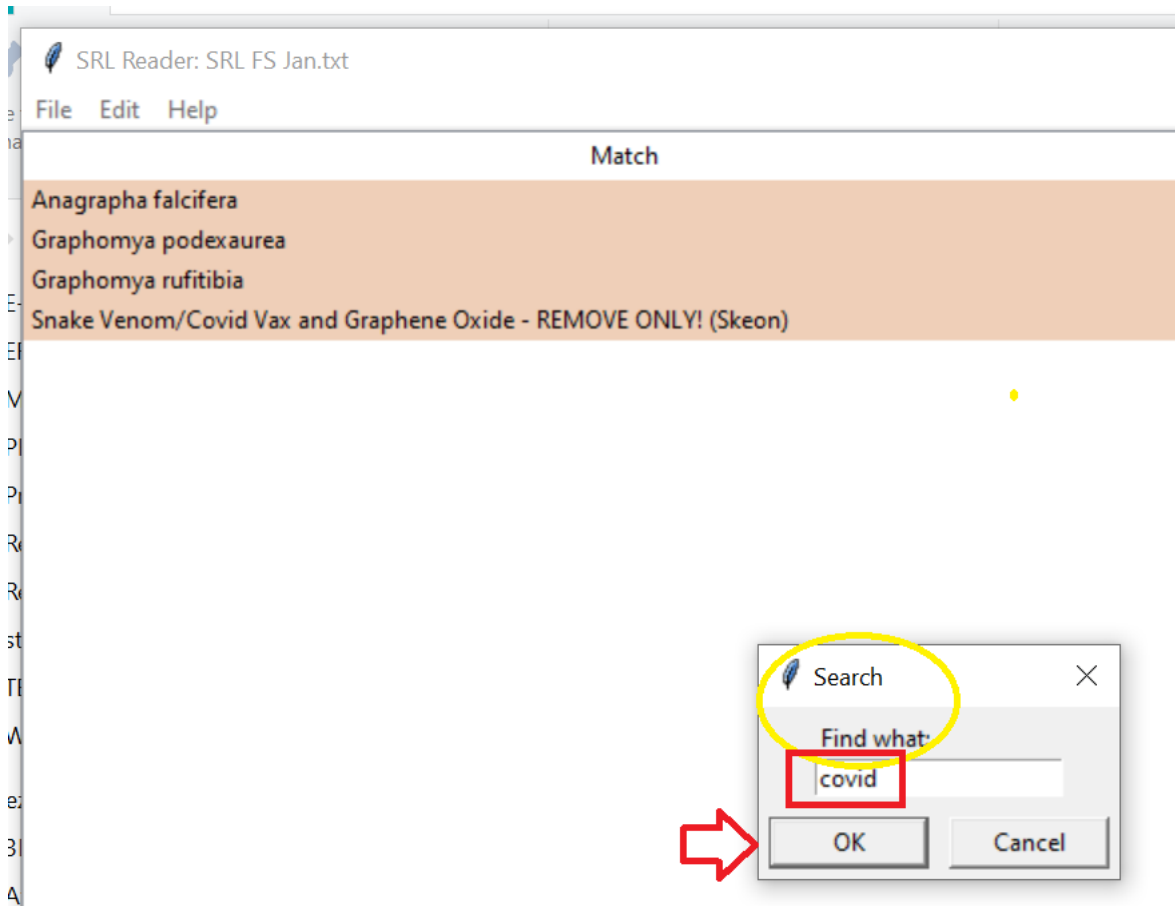 SRL Reader: SRL FS Jan.txt
File Edit Help
Match
Anagrapha falcifera
Graphomya podexaurea
Graphomya rufitibia
Snake Venom/Covid Vax and Graphene Oxide - REMOVE ONLY! (Skeon)
Search
Find what:
covid
OK Cancel